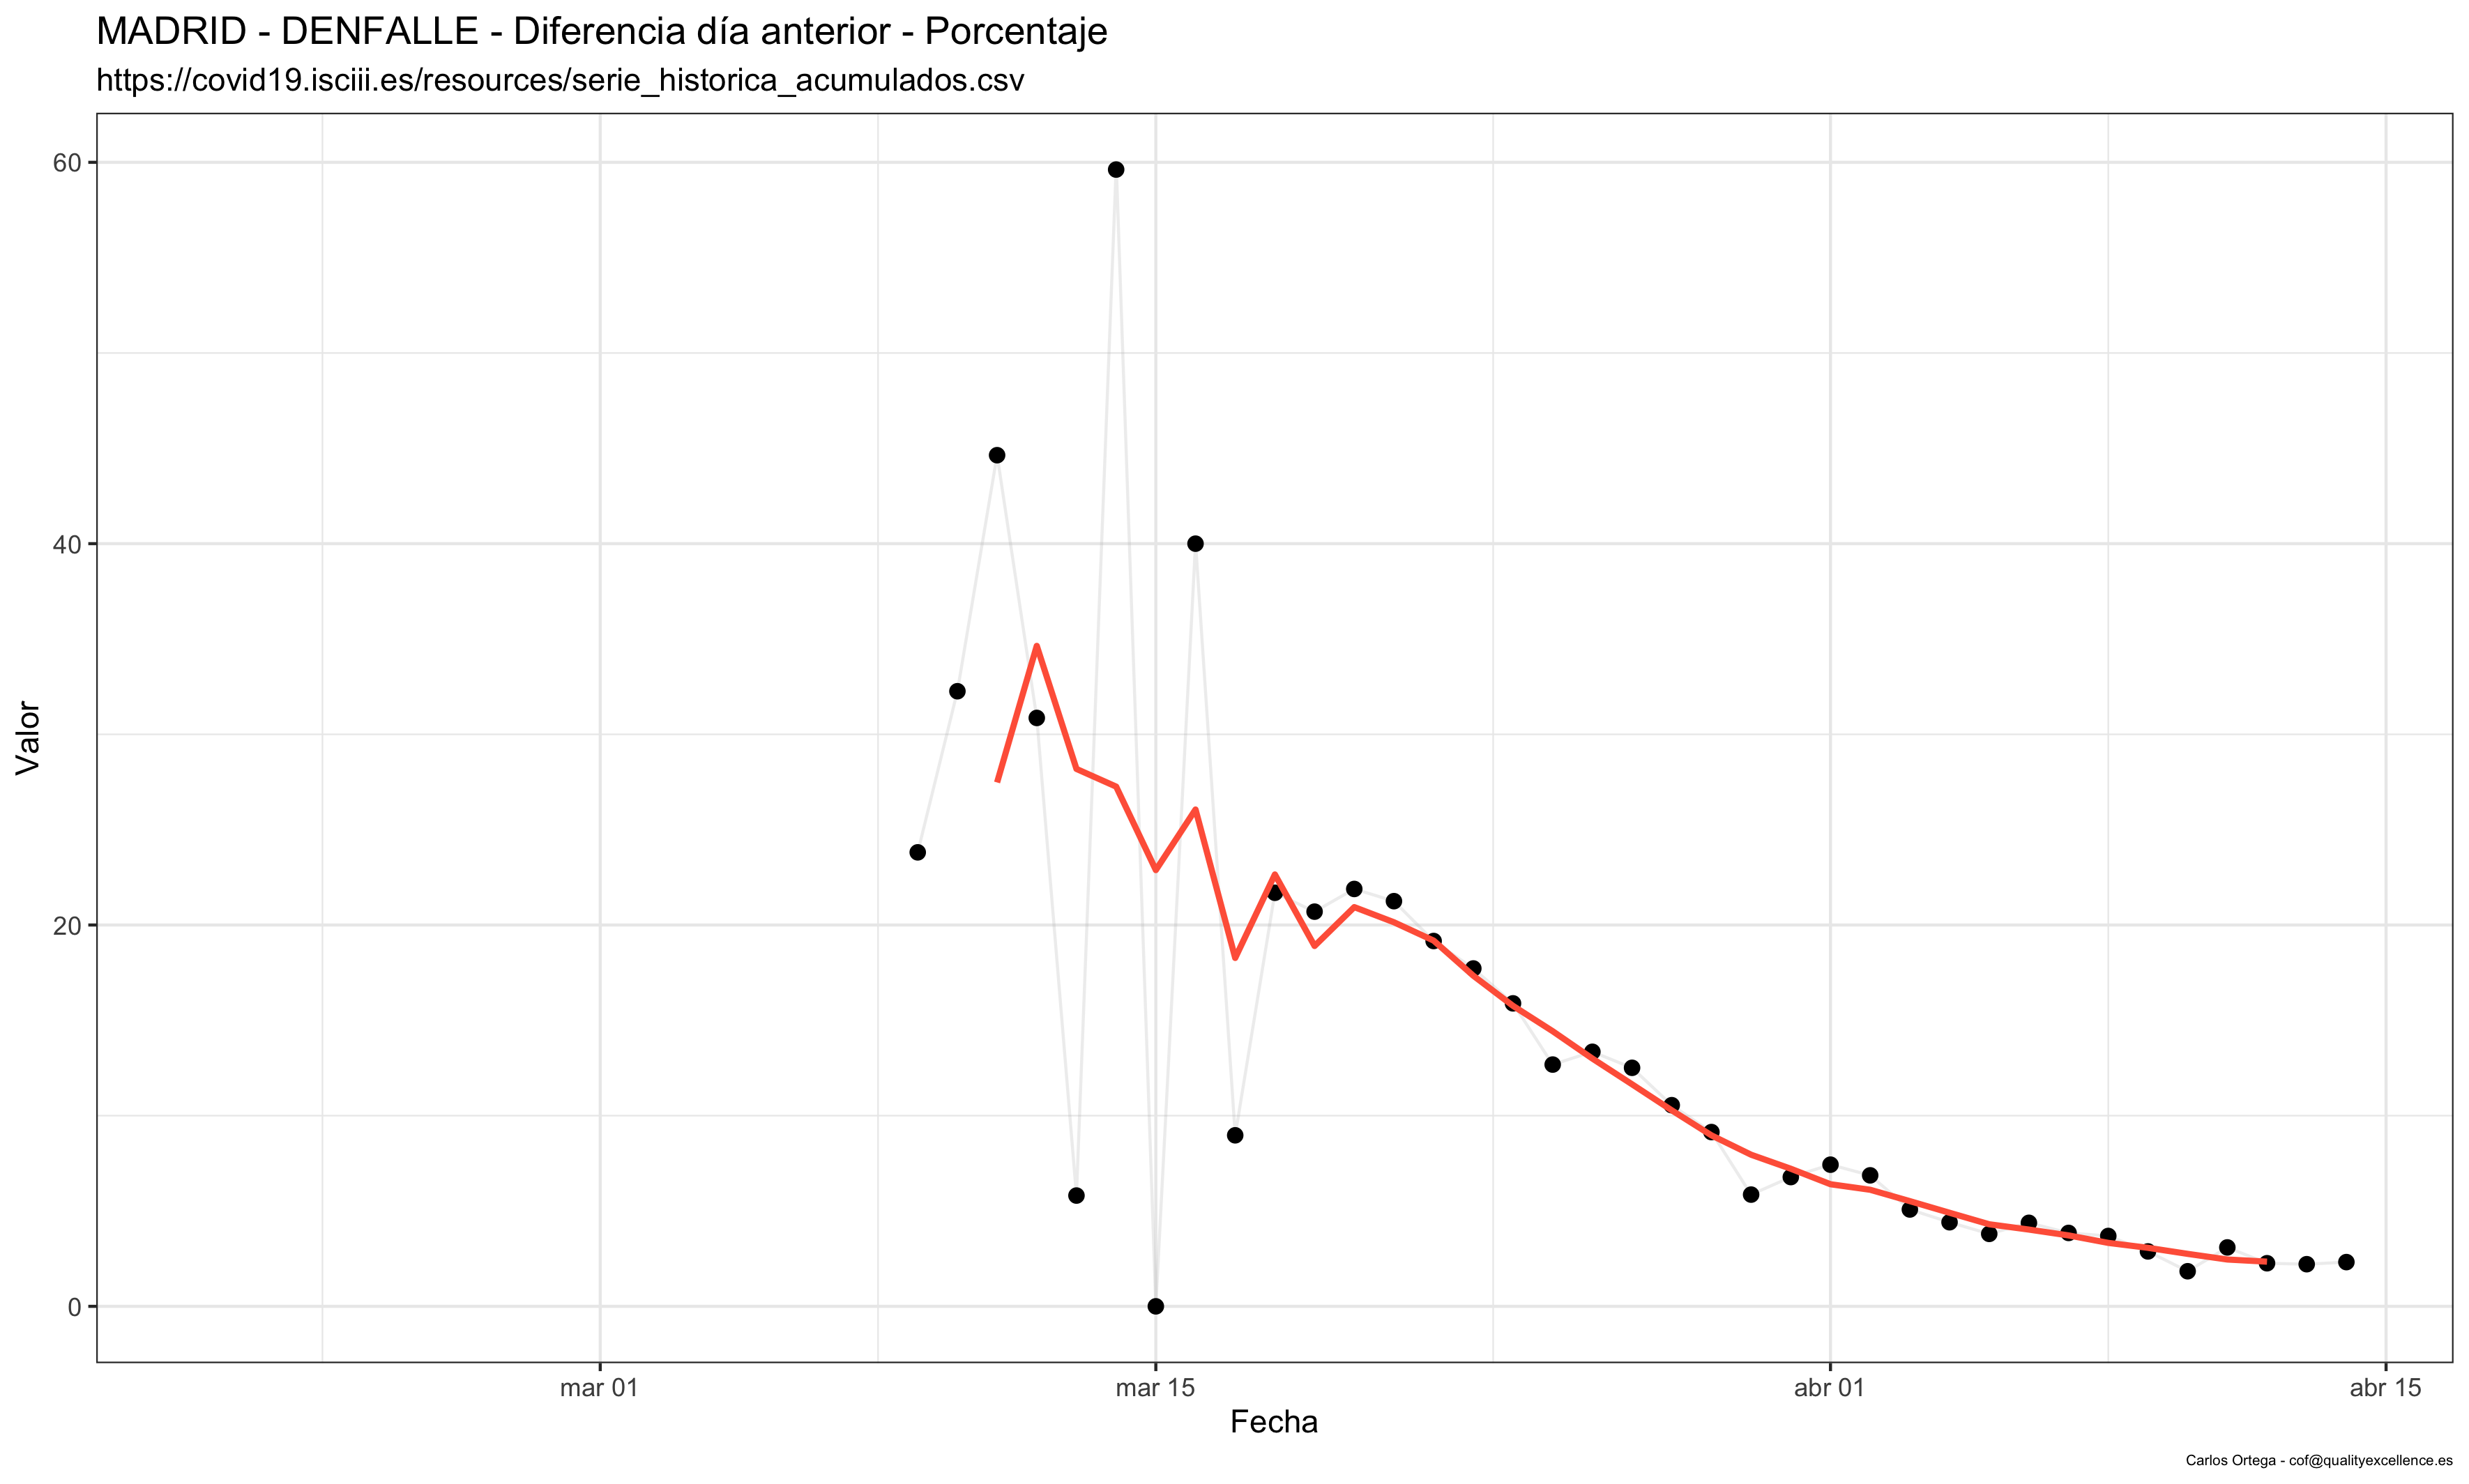 MADRID - DENFALLE - Diferencia día anterior - Porcentaje
https://covid19.isciii.es/resources/serie_historica_acumulados.csv
60
40
20
0
Valor
mar 01
mar 15
abr 01
abr 15
Fecha
Carlos Ortega - cof@qualityexcellence.es